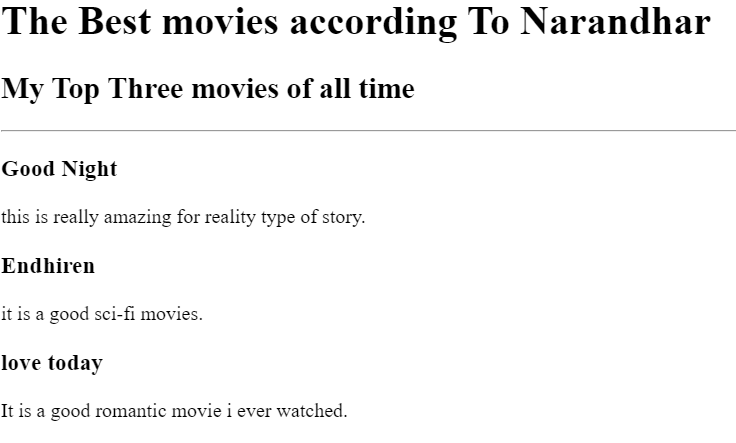 The Best movies according To Narandhar
My Top Three movies of all time
Good Night
this is really amazing for reality type of story.
Endhiren
it is a good sci-fi movies.
love today
It is a good romantic movie i ever watched.